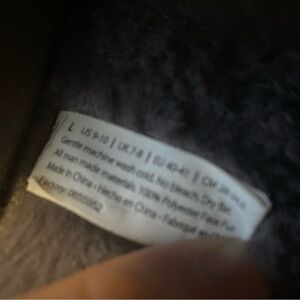 L US 9-10 | UK 7-8 | EU 40-41 | CM
Gentle machine wash cold. No Bleach. Dry flat.
All man made materials. 100% Polyester Faux Fur.
Made in China - Hecho en China - Fabriqué en
Factory: